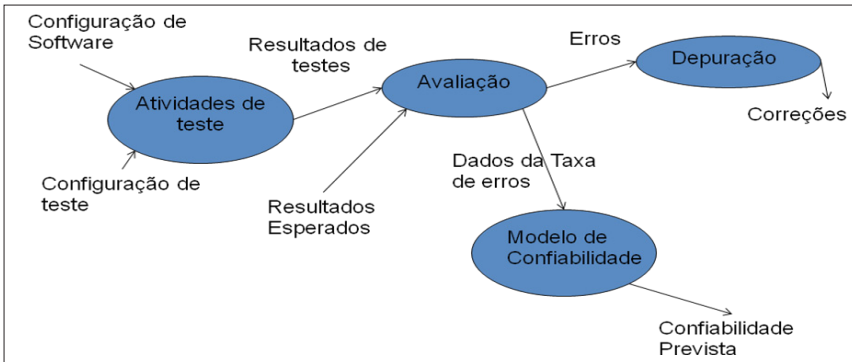 Configuração de
Software
Resultados de
testes
Erros
Depuração
Avaliação
Atividades de
teste
Correções
Configuração de
teste
Resultados
Esperados
Dados da Taxa
de erros
Modelo de
Confiabilidade
Confiabilidade
Prevista